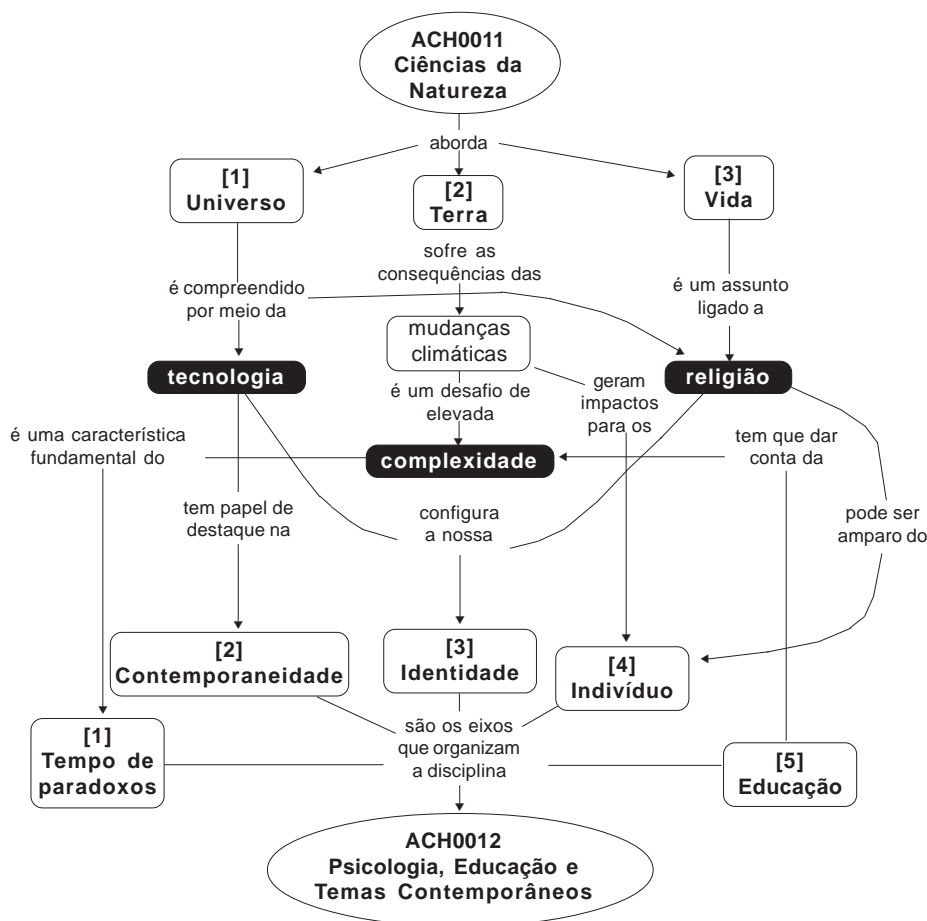 ACH0011
Ciências da
Natureza
aborda
[1]
Universo
[2]
Terra
[3]
Vida
sofre as
consequências das
é compreendido
por meio da
é um assunto
ligado a
mudanças
climáticas
tecnologia
religião
é um desafio de
elevada
geram
impactos
para os
é uma característica
fundamental do
complexidade
tem que dar
conta da
tem papel de
destaque na
configura
a nossa
pode ser
amparo do
[2]
Contemporaneidade
[3]
Identidade
[4]
Indivíduo
[1]
Tempo de
paradoxos
são os eixos
que organizam
a disciplina
[5]
Educação
ACH0012
Psicologia, Educação e
Temas Contemporâneos